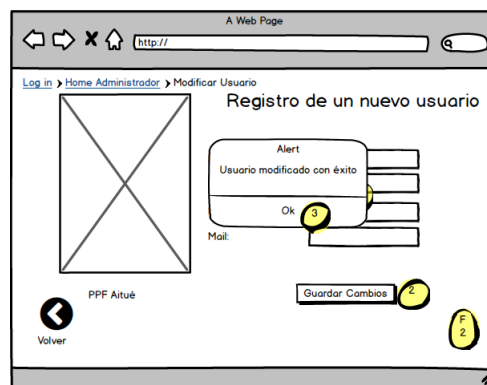 A Web Page
http://
Log in > Home Administrador > Modificar Usuario
Registro de un nuevo usuario
Alert
Usuario modificado con éxito
Ok
3
Mail:
PPF Aitué
Guardar Cambios
2
F
2
Volver